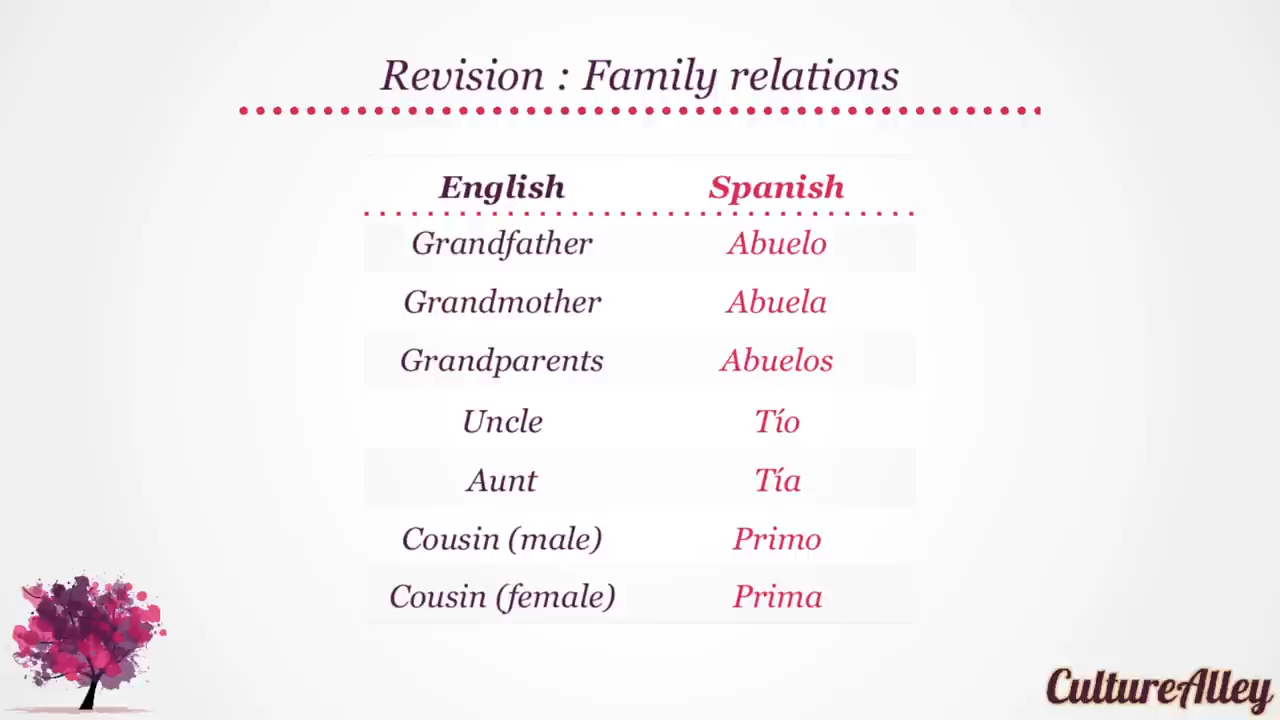 Revision : Family relations
English Spanish
Grandfather Abuelo
Grandmother Abuela
Grandparents Abuelos
Uncle Tío
Aunt Tía
Cousin (male) Primo
Cousin (female) Prima
CultureAlley